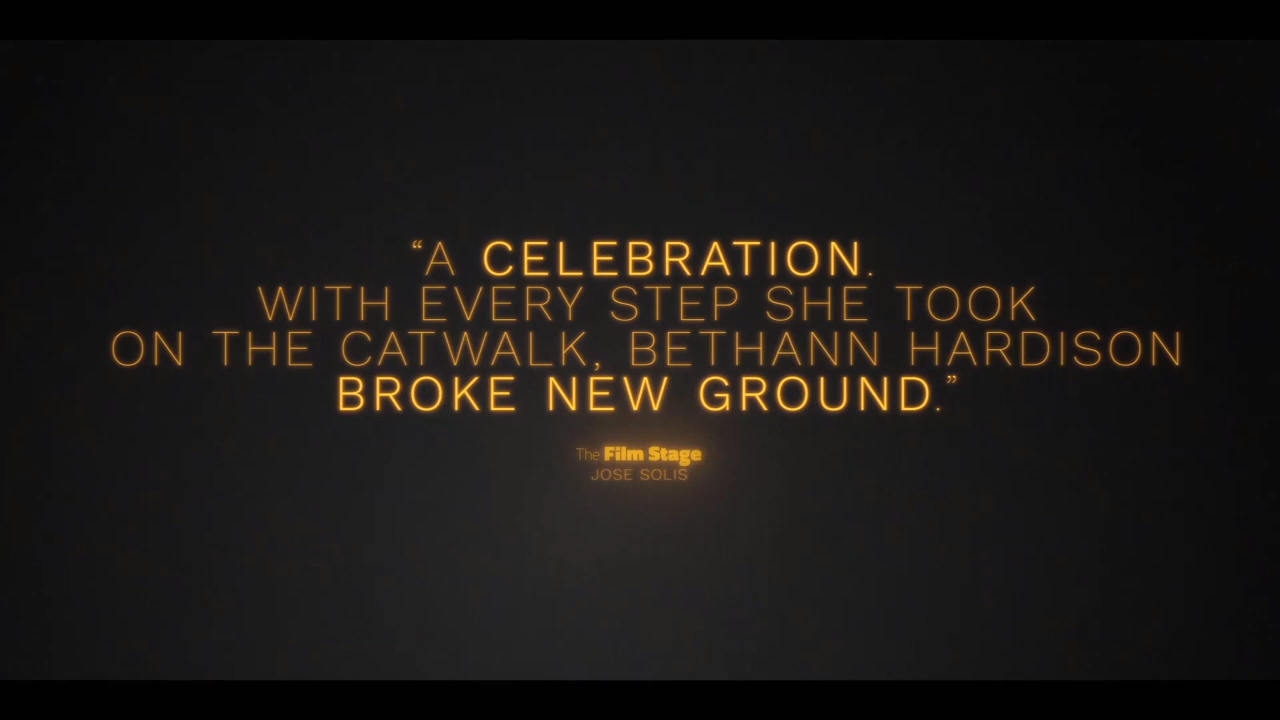 “A CELEBRATION.
WITH EVERY STEP SHE TOOK
ON THE CATWALK, BETHANN HARDISON
BROKE NEW GROUND.”
The Film Stage
JOSE SOLIS